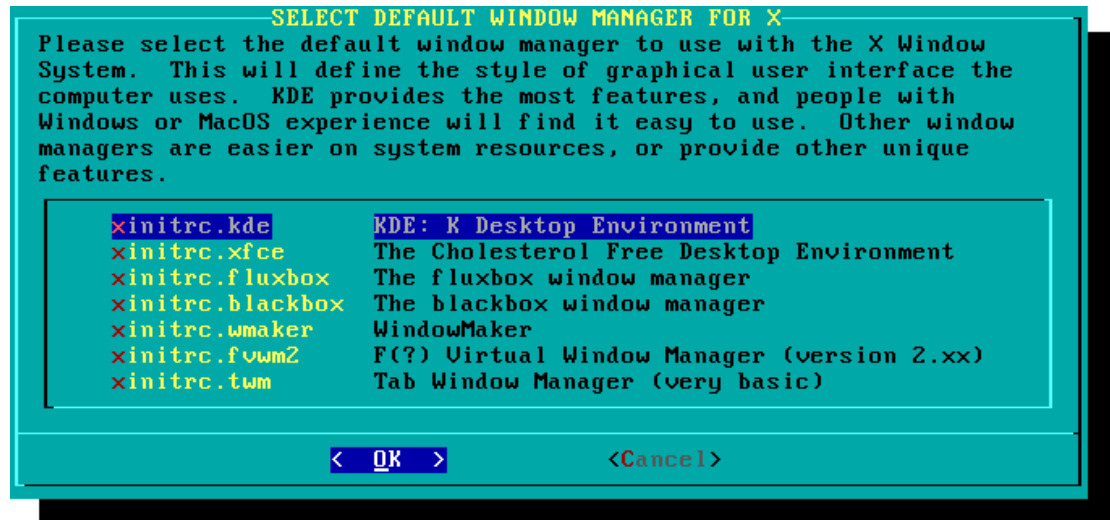 SELECT DEFAULT WINDOW MANAGER FOR X
Please select the default window manager to use with the X Window
System.  This will define the style of graphical user interface the
computer uses.  KDE provides the most features, and people with
Windows or MacOS experience will find it easy to use.  Other window
managers are easier on system resources, or provide other unique
features.
xinitrc.kde       KDE: K Desktop Environment
xinitrc.xfce      The Cholesterol Free Desktop Environment
xinitrc.fluxbox   The fluxbox window manager
xinitrc.blackbox  The blackbox window manager
xinitrc.wmaker    WindowMaker
xinitrc.fvwm2     F(?) Virtual Window Manager (version 2.xx)
xinitrc.twm       Tab Window Manager (very basic)
<  OK  >          <Cancel>